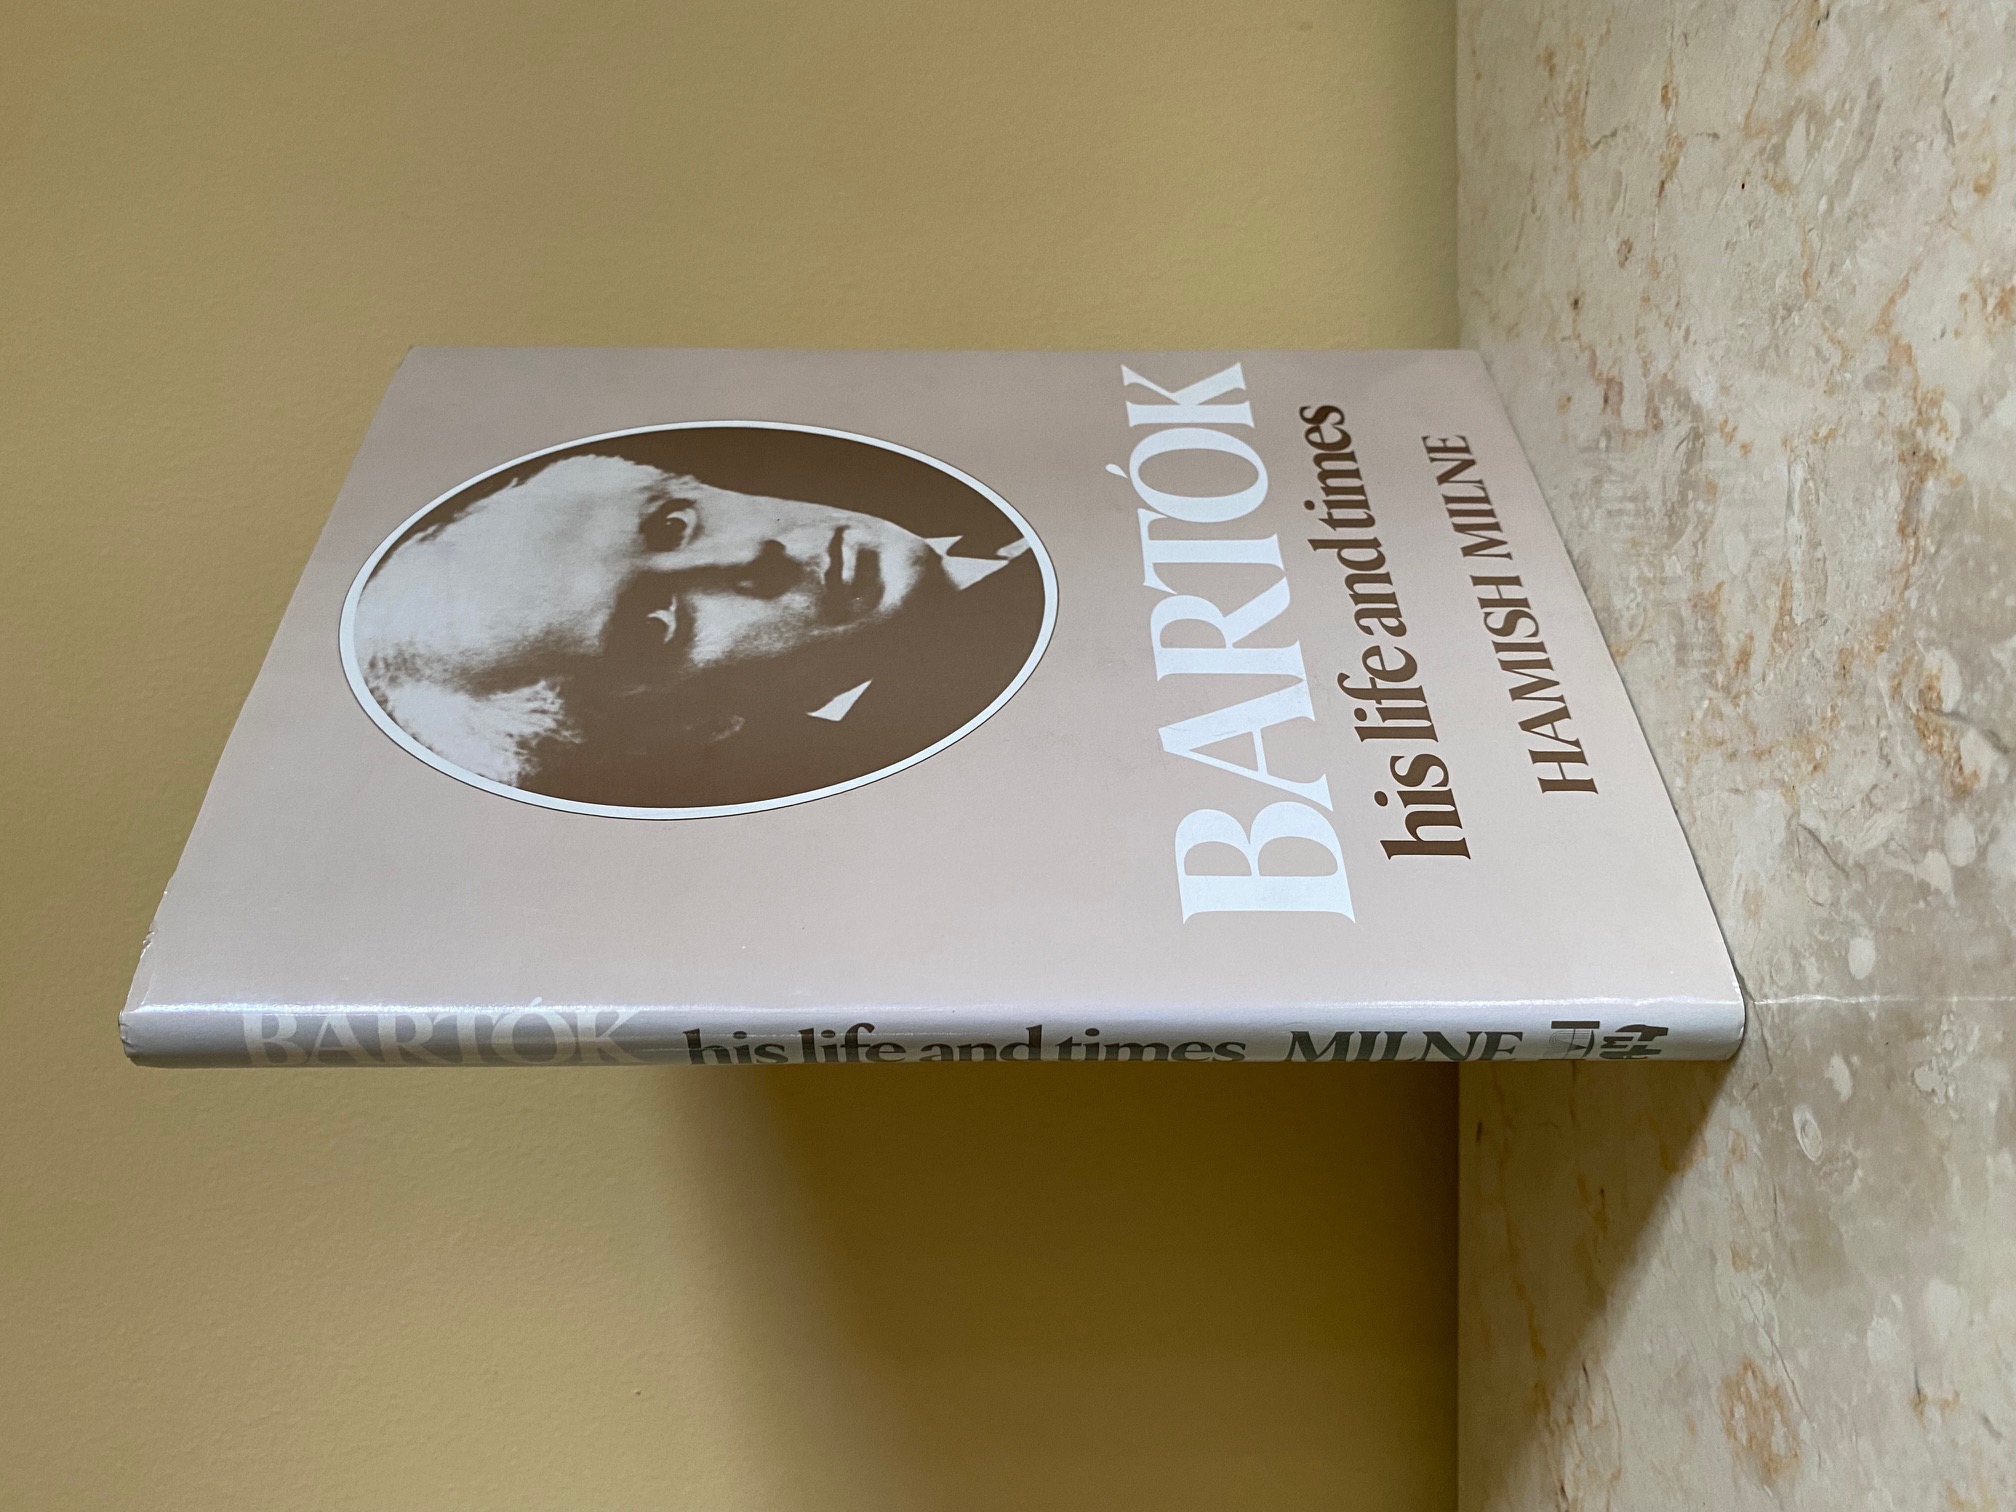 BARTÓK
his life and times
HAMISH MILNE
BARTÓK his life and times MILNE